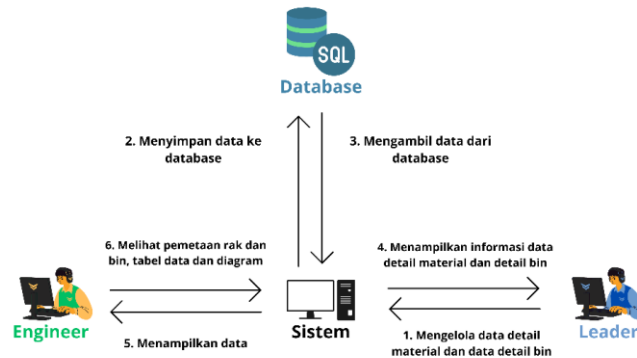 SQL
Database
2. Menyimpan data ke
database
3. Mengambil data dari
database
6. Melihat pemetaan rak dan
bin, tabel data dan diagram
4. Menampilkan informasi data
detail material dan detail bin
Engineer
5. Menampilkan data
Sistem
1. Mengelola data detail
material dan data detail bin
Leader